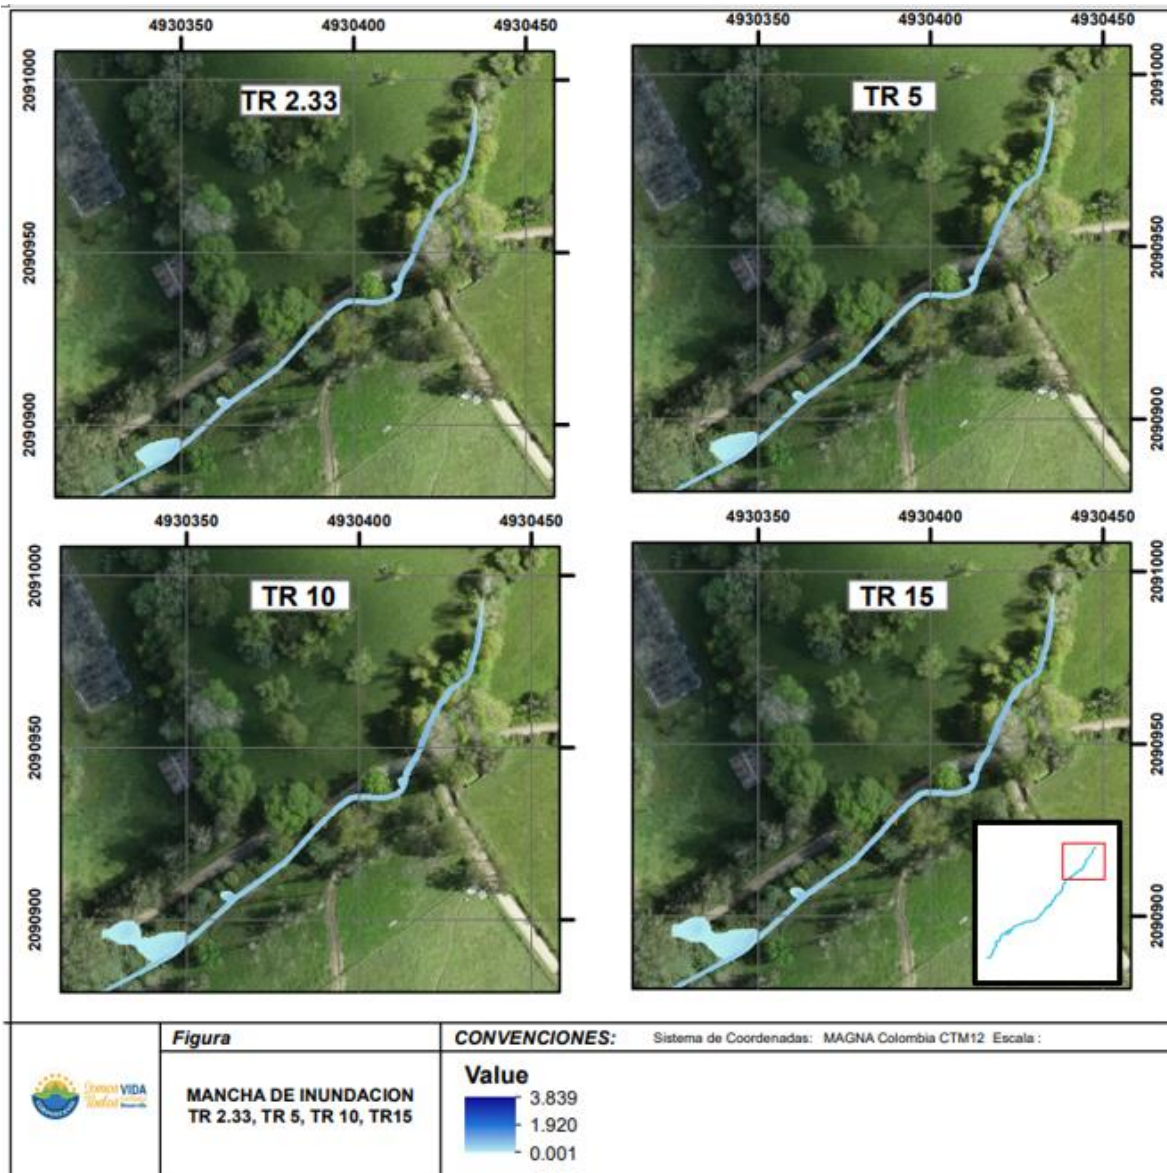 4930350 4930400 4930450
4930350 4930400 4930450
2091000
2090950
2090900
TR 2.33
2091000
2090950
2090900
TR 5
4930350 4930400 4930450
4930350 4930400 4930450
2091000
2090950
2090900
TR 10
2091000
2090950
2090900
TR 15
Figura
MANCHA DE INUNDACION
TR 2.33, TR 5, TR 10, TR15
CONVENCIONES:
Sistema de Coordenadas: MAGNA Colombia CTM12 Escala :
Value
3.839
1.920
0.001
Somos VIDA
Todos